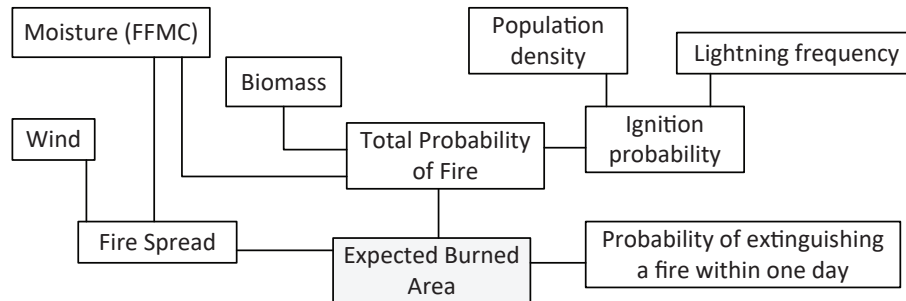 Moisture (FFMC)
Population
density
Lightning frequency
Biomass
Wind
Total Probability
of Fire
Ignition
probability
Fire Spread
Expected Burned
Area
Probability of extinguishing
a fire within one day